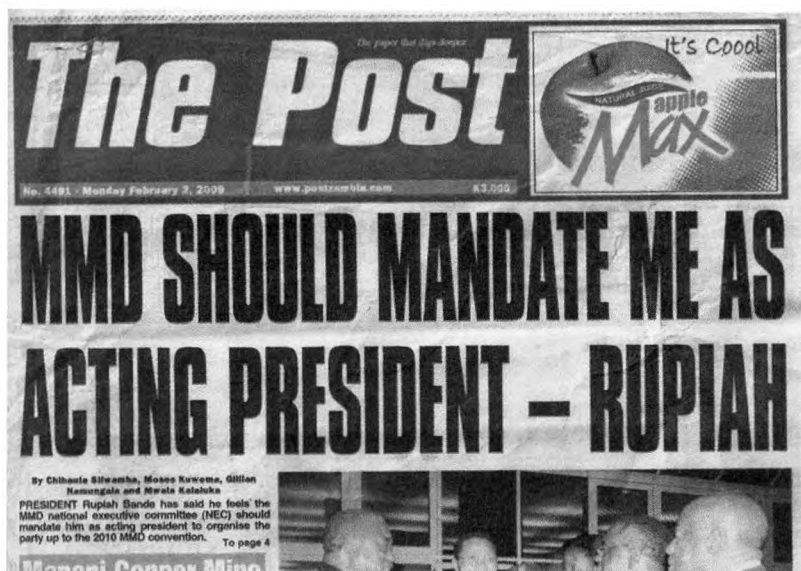 The paper that digs deeper
The Post
It's Coool
NATURAL JUICE
apple
Max
No. 4491 - Monday February 2, 2009 www.postzambia.com K3,000
MMD SHOULD MANDATE ME AS
ACTING PRESIDENT – RUPIAH
By Chibaula Silwamba, Moses Kuwema, Gillian
Namungala and Mwala Kalaluka
PRESIDENT Rupiah Banda has said he feels the
MMD national executive committee (NEC) should
mandate him as acting president to organise the
party up to the 2010 MMD convention.
To page 4
Copper Mine